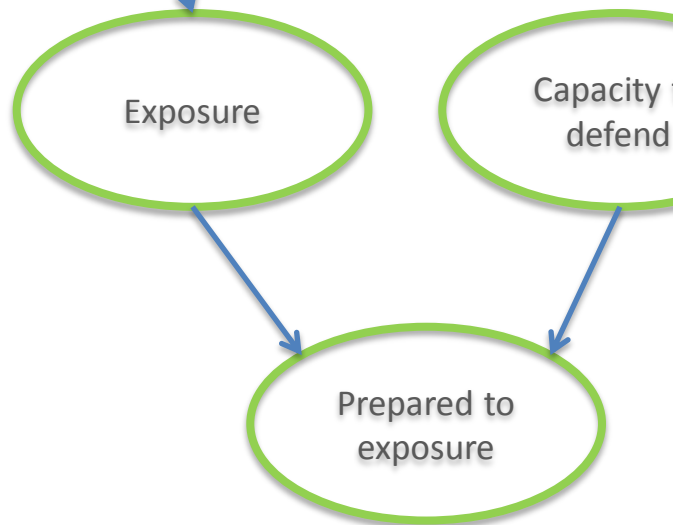 Exposure
Capacity
defend
Prepared to
exposure